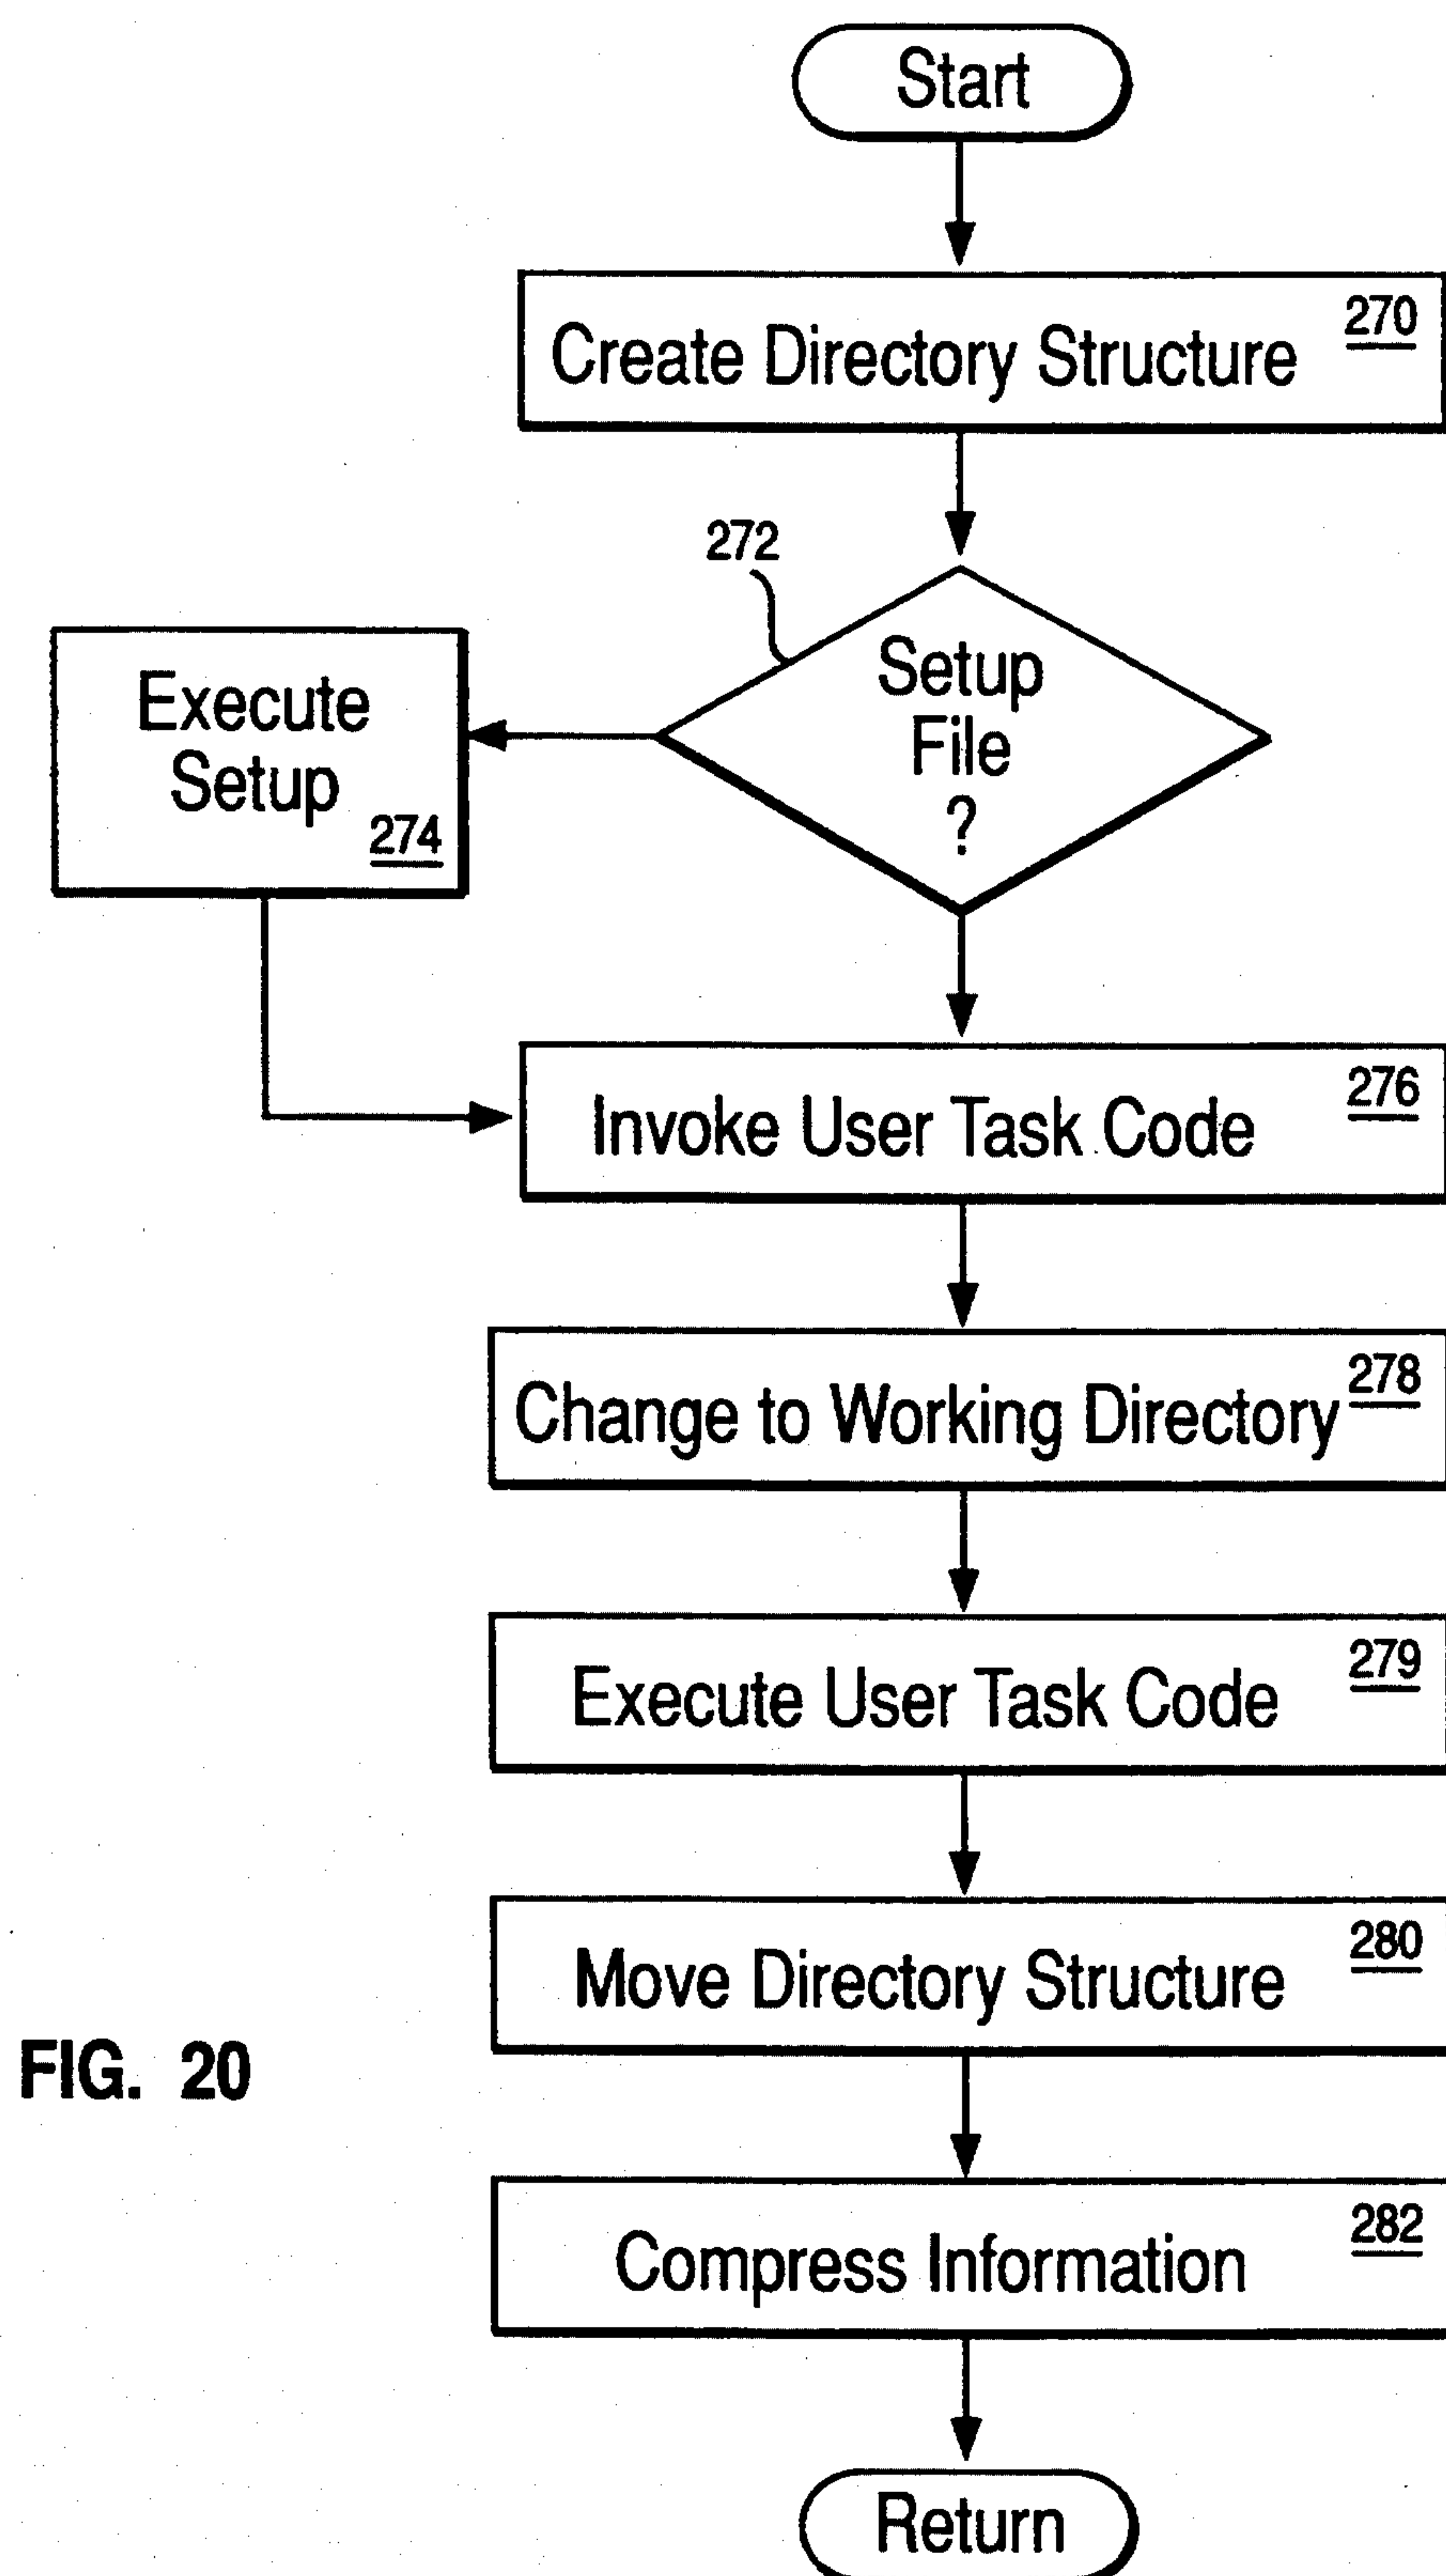 Start
270
Create Directory Structure
272
Setup
File
?
Execute
Setup
274
276
Invoke User Task Code
278
Change to Working Directory
279
Execute User Task Code
280
Move Directory Structure
FIG. 20
282
Compress Information
Return